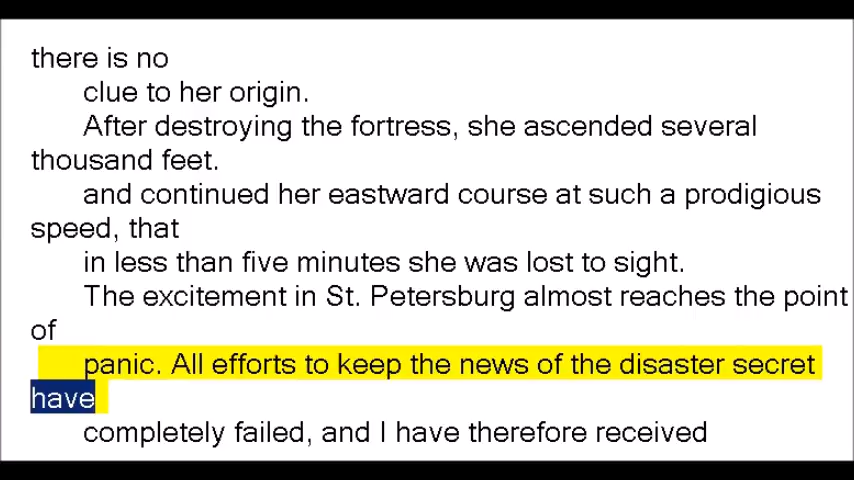 there is no
clue to her origin.
After destroying the fortress, she ascended several
thousand feet.
and continued her eastward course at such a prodigious
speed, that
in less than five minutes she was lost to sight.
The excitement in St. Petersburg almost reaches the point
of
panic. All efforts to keep the news of the disaster secret
have
completely failed, and I have therefore received